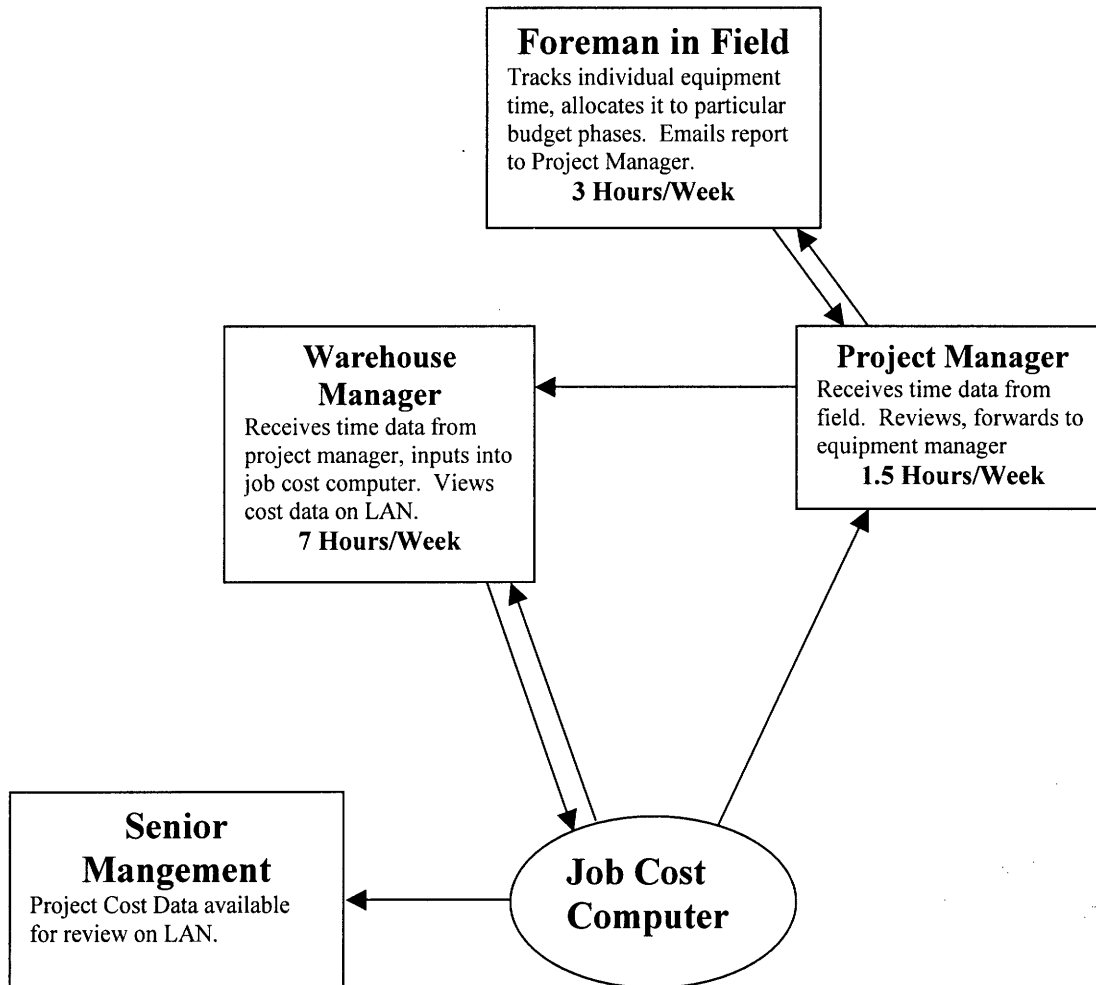 Foreman in Field
Tracks individual equipment
time, allocates it to particular
budget phases.  Emails report
to Project Manager.
3 Hours/Week
Warehouse
Manager
Receives time data from
project manager, inputs into
job cost computer.  Views
cost data on LAN.
7 Hours/Week
Project Manager
Receives time data from
field.  Reviews, forwards to
equipment manager
1.5 Hours/Week
Senior
Mangement
Project Cost Data available
for review on LAN.
Job Cost
Computer